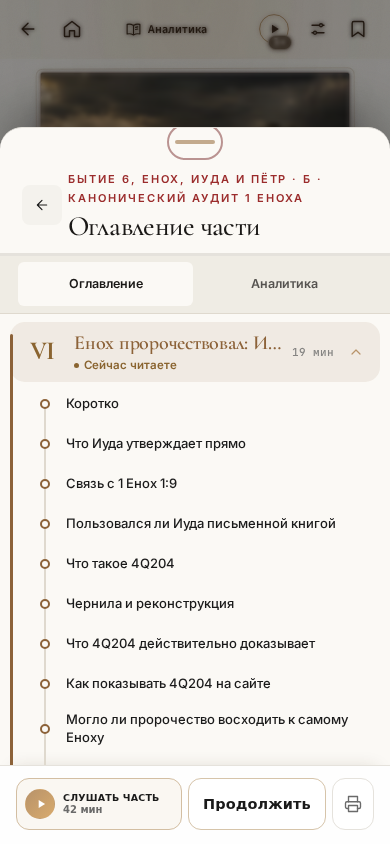 Аналитика
БЫТИЕ 6, ЕНОХ, ИУДА И ПЁТР · Б ·
КАНОНИЧЕСКИЙ АУДИТ 1 ЕНОХА
Оглавление части
Оглавление
Аналитика
VI
Енох пророчествовал: И...
19 мин
Сейчас читаете
Коротко
Что Иуда утверждает прямо
Связь с 1 Енох 1:9
Пользовался ли Иуда письменной книгой
Что такое 4Q204
Чернила и реконструкция
Что 4Q204 действительно доказывает
Как показывать 4Q204 на сайте
Могло ли пророчество восходить к самому
Еноху
СЛУШАТЬ ЧАСТЬ
42 мин
Продолжить